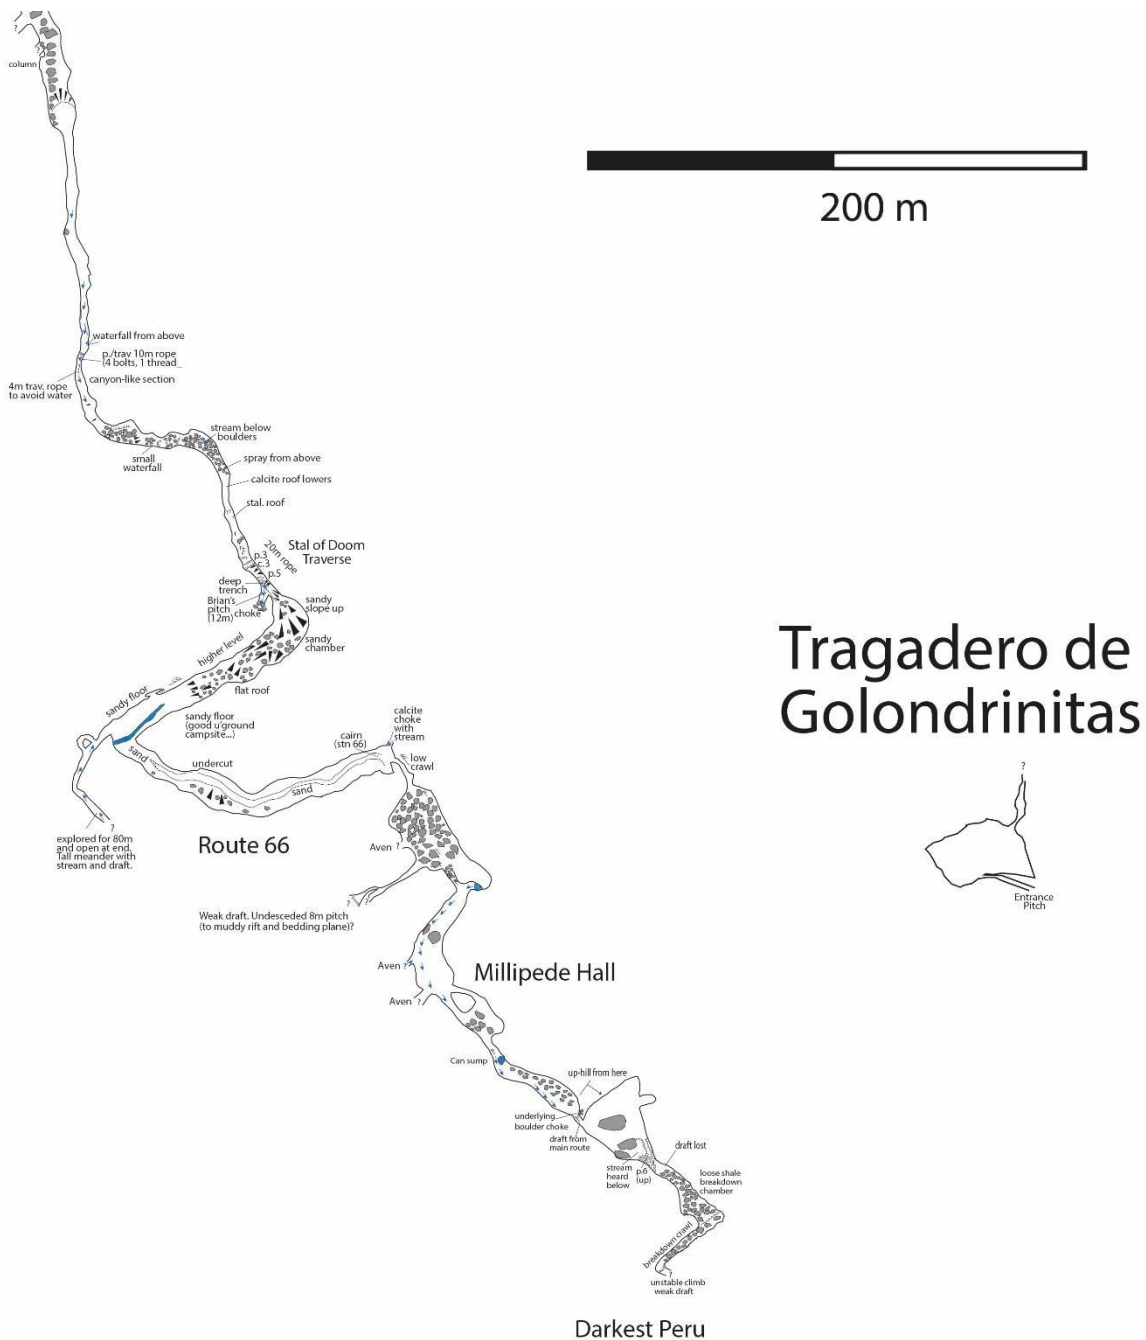 ?
?
column
200 m
waterfall from above
p./trav 10m rope
(4 bolts, 1 thread_
canyon-like section
4m trav. rope
to avoid water
stream below
boulders
small
waterfall
spray from above
calcite roof lowers
stal. roof
20m rope
p.3
c.3
p.5
Stal of Doom
Traverse
deep
trench
Brian's
pitch
(12m)
choke
sandy
slope up
sandy
chamber
higher level
flat roof
sandy floor
sandy floor
(good u'ground
campsite...)
Tragadero de
Golondrinitas
calcite
choke
with
stream
cairn
(stn 66)
low
crawl
sand
undercut
sand
?
Entrance
Pitch
?
explored for 80m
and open at end.
Tall meander with
stream and draft.
Route 66
Aven ?
?
?
Weak draft. Undesceded 8m pitch
(to muddy rift and bedding plane)?
Aven ?
Millipede Hall
Aven ?
Can sump
up-hill from here
underlying
boulder choke
draft from
main route
stream
heard
below
p.6
(up)
draft lost
loose shale
breakdown
chamber
breakdown crawl
?
unstable climb
weak draft
Darkest Peru